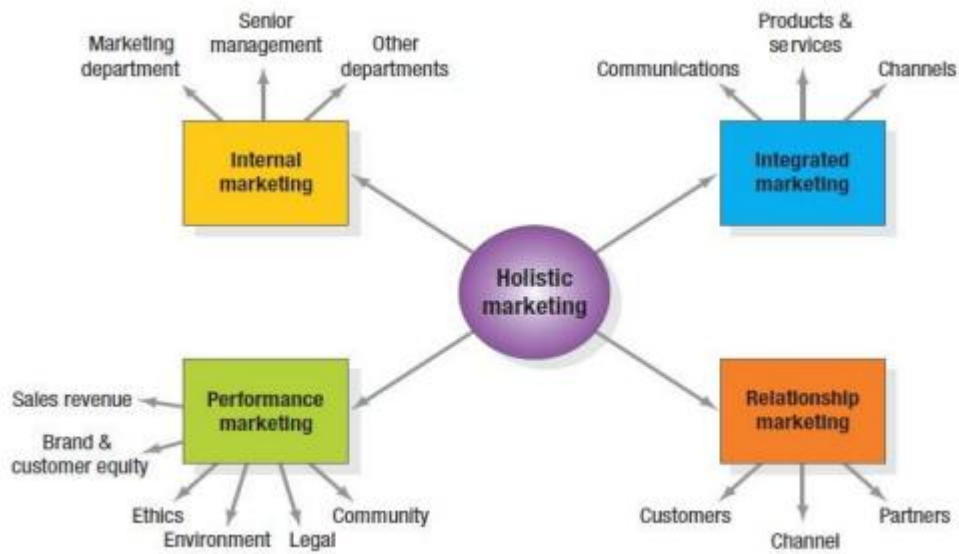 Senior
management
Marketing
department
Other
departments
Internal
marketing
Products &
services
Communications
Channels
Integrated
marketing
Holistic
marketing
Performance
marketing
Sales revenue
Brand &
customer equity
Ethics
Environment
Legal
Community
Relationship
marketing
Customers
Channel
Partners